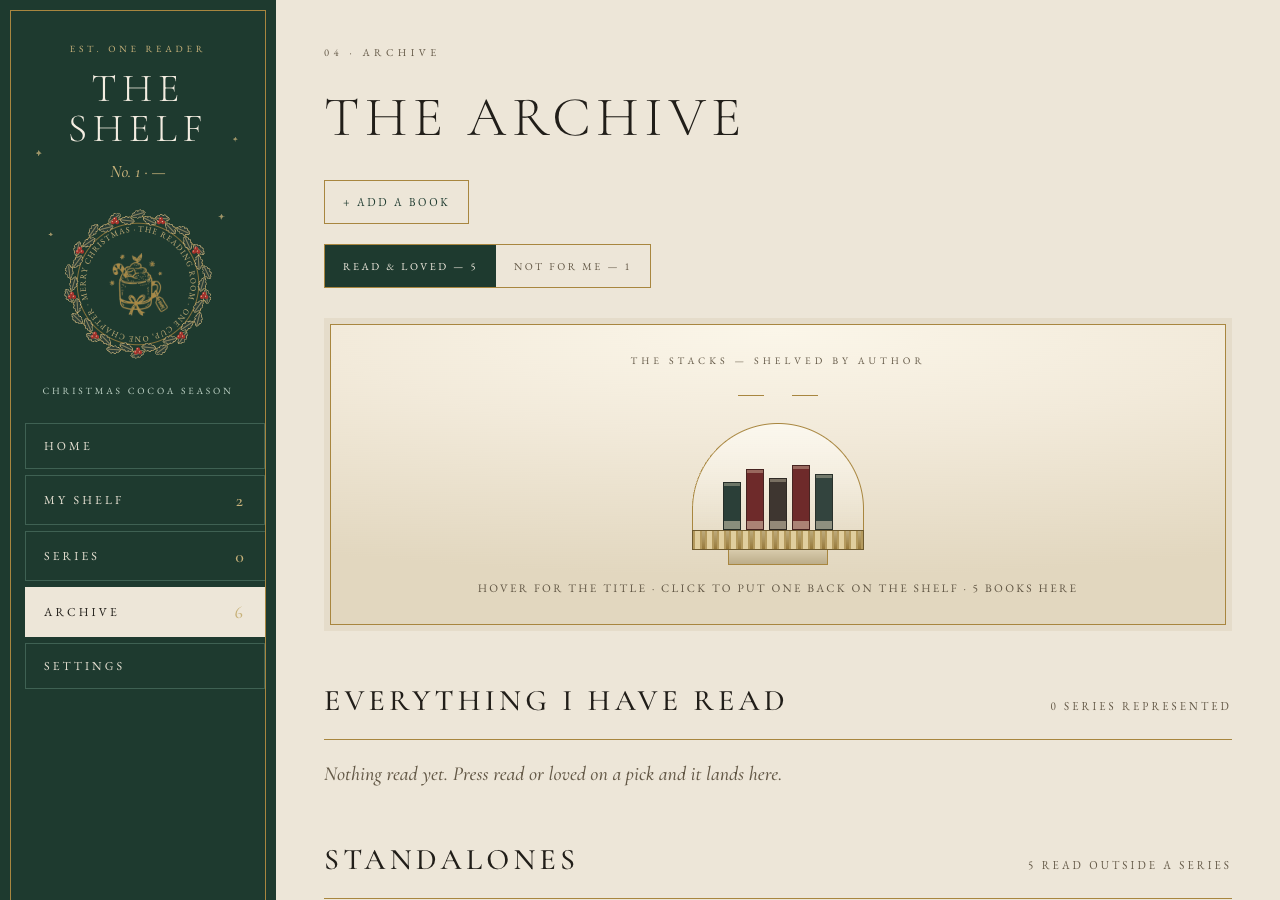 EST. ONE READER
THE
SHELF
No. 1 · —
MERRY CHRISTMAS · THE READING ROOM · ONE CUP, ONE CHAPTER ·
CHRISTMAS COCOA SEASON
HOME
MY SHELF 2
SERIES 0
ARCHIVE 6
SETTINGS
04 · ARCHIVE
THE ARCHIVE
+ ADD A BOOK
READ & LOVED — 5
NOT FOR ME — 1
THE STACKS — SHELVED BY AUTHOR
HOVER FOR THE TITLE · CLICK TO PUT ONE BACK ON THE SHELF · 5 BOOKS HERE
EVERYTHING I HAVE READ
0 SERIES REPRESENTED
Nothing read yet. Press read or loved on a pick and it lands here.
STANDALONES
5 READ OUTSIDE A SERIES